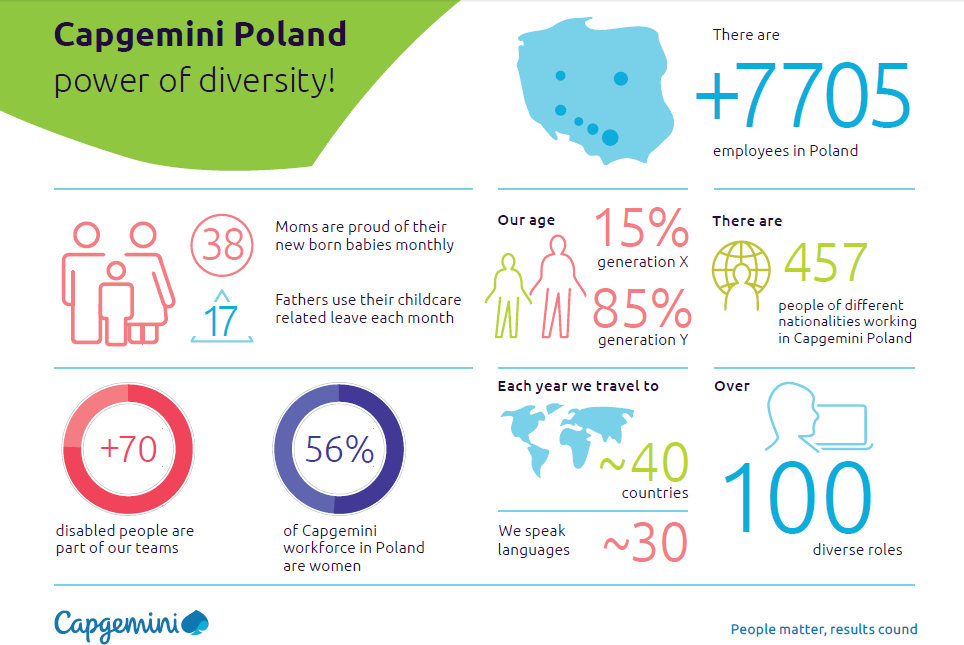 Capgemini Poland
power of diversity!
There are
+7705
employees in Poland
38
Moms are proud of their
new born babies monthly
17
Fathers use their childcare
related leave each month
Our age
15%
generation X
85%
generation Y
There are
457
people of different
nationalities working
in Capgemini Poland
+70
disabled people are
part of our teams
56%
of Capgemini
workforce in Poland
are women
Each year we travel to
~40
countries
We speak
languages
~30
Over
100
diverse roles
Capgemini
People matter, results cound